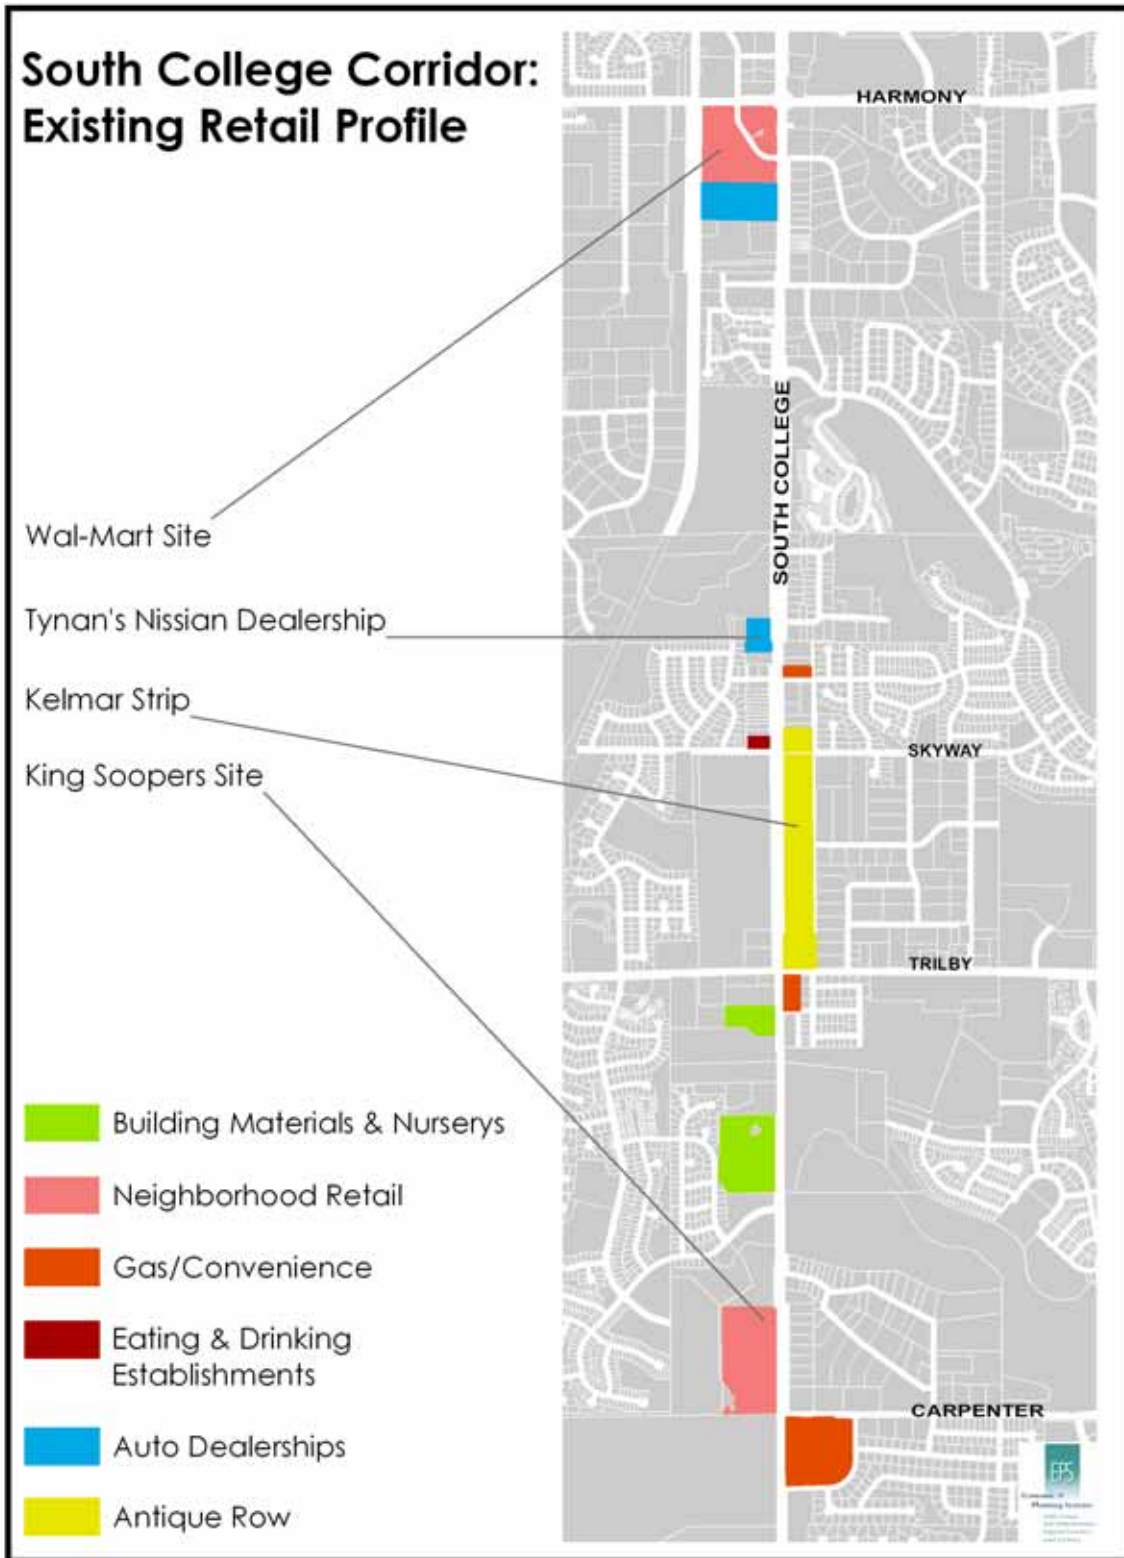 South College Corridor:
Existing Retail Profile
HARMONY
SOUTH COLLEGE
Wal-Mart Site
Tynan's Nissian Dealership
Kelmar Strip
SKYWAY
King Soopers Site
TRILBY
Building Materials & Nurserys
Neighborhood Retail
Gas/Convenience
Eating & Drinking
Establishments
CARPENTER
Auto Dealerships
Antique Row
EPS